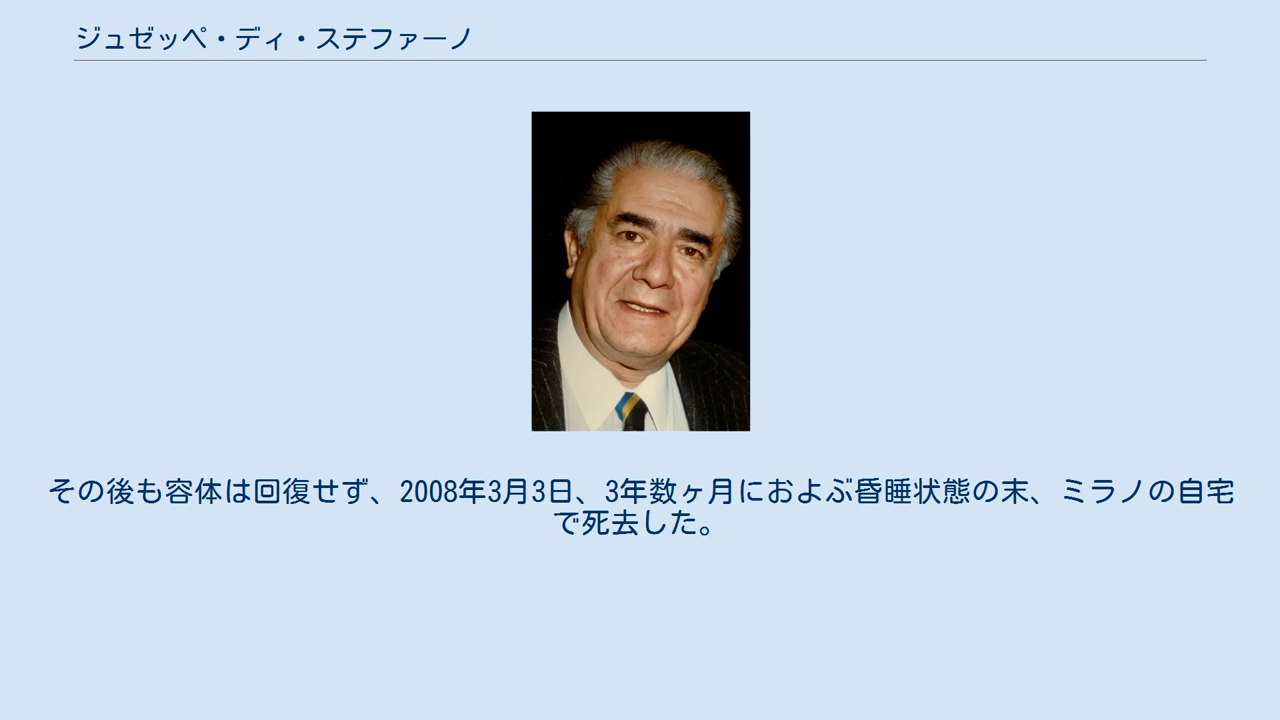 ジュゼッペ・ディ・ステファーノ
その後も容体は回復せず、2008年3月3日、3年数ヶ月におよぶ昏睡状態の末、ミラノの自宅
で死去した。